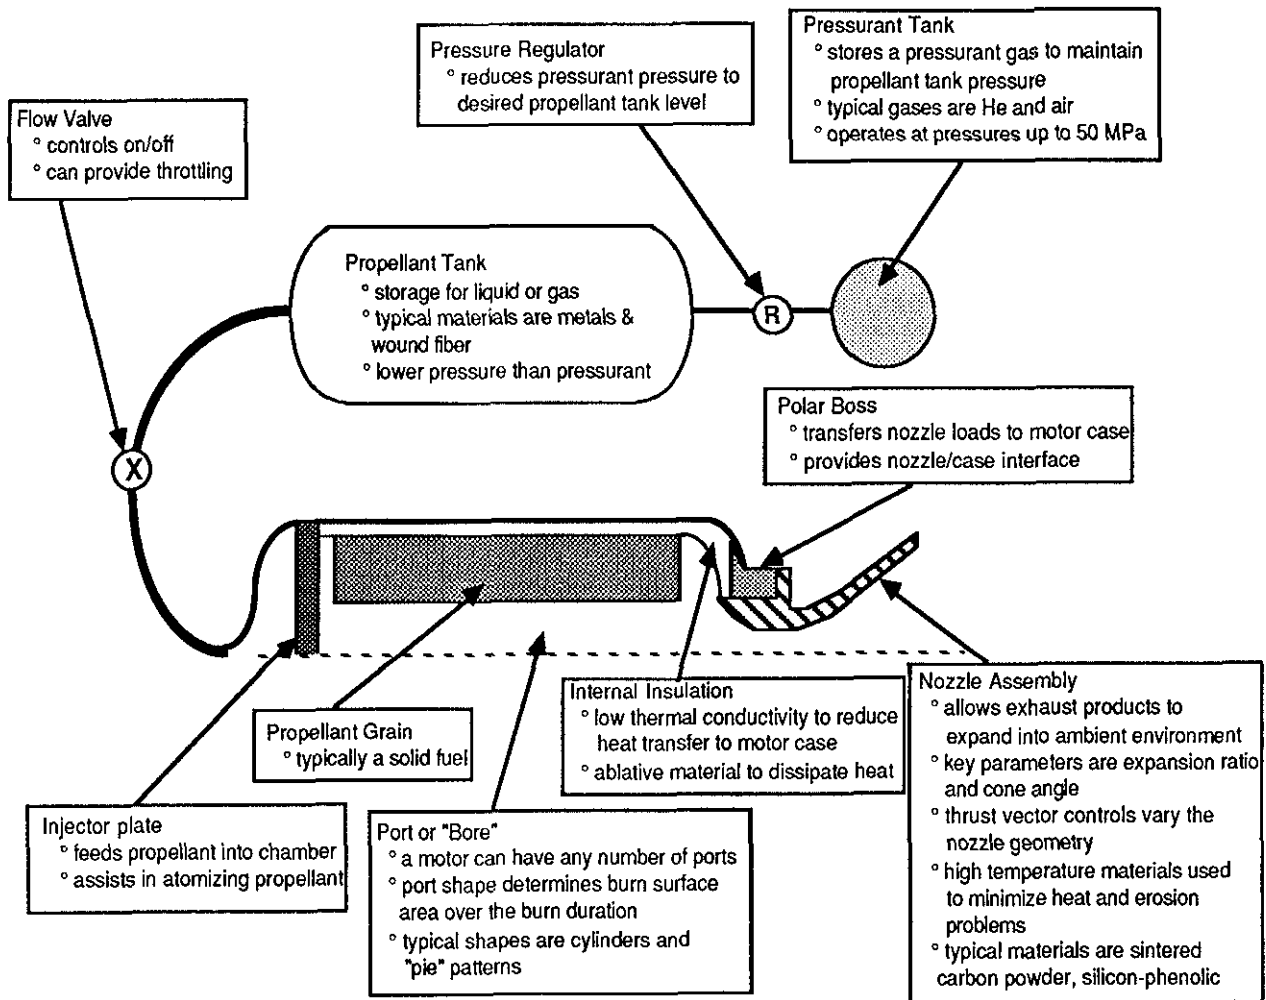 Pressure Regulator
° reduces pressurant pressure to
desired propellant tank level
Pressurant Tank
° stores a pressurant gas to maintain
propellant tank pressure
° typical gases are He and air
° operates at pressures up to 50 MPa
Flow Valve
° controls on/off
° can provide throttling
Propellant Tank
° storage for liquid or gas
° typical materials are metals &
wound fiber
° lower pressure than pressurant
R
Polar Boss
° transfers nozzle loads to motor case
° provides nozzle/case interface
X
Propellant Grain
° typically a solid fuel
Internal Insulation
° low thermal conductivity to reduce
heat transfer to motor case
° ablative material to dissipate heat
Nozzle Assembly
° allows exhaust products to
expand into ambient environment
° key parameters are expansion ratio
and cone angle
° thrust vector controls vary the
nozzle geometry
° high temperature materials used
to minimize heat and erosion
problems
° typical materials are sintered
carbon powder, silicon-phenolic
Injector plate
° feeds propellant into chamber
° assists in atomizing propellant
Port or "Bore"
° a motor can have any number of ports
° port shape determines burn surface
area over the burn duration
° typical shapes are cylinders and
"pie" patterns